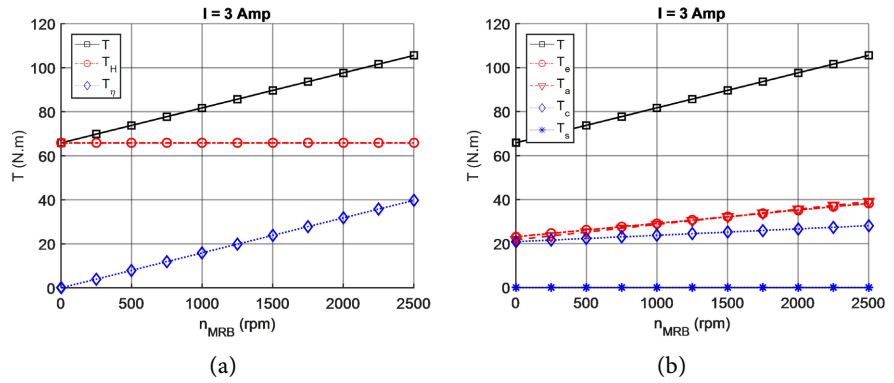 I = 3 Amp
T
T_H
T_η
T (N.m)
120
100
80
60
40
20
0
0 500 1000 1500 2000 2500
n_MRB (rpm)
(a)
I = 3 Amp
T
T_e
T_a
T_c
T_s
T (N.m)
120
100
80
60
40
20
0
0 500 1000 1500 2000 2500
n_MRB (rpm)
(b)